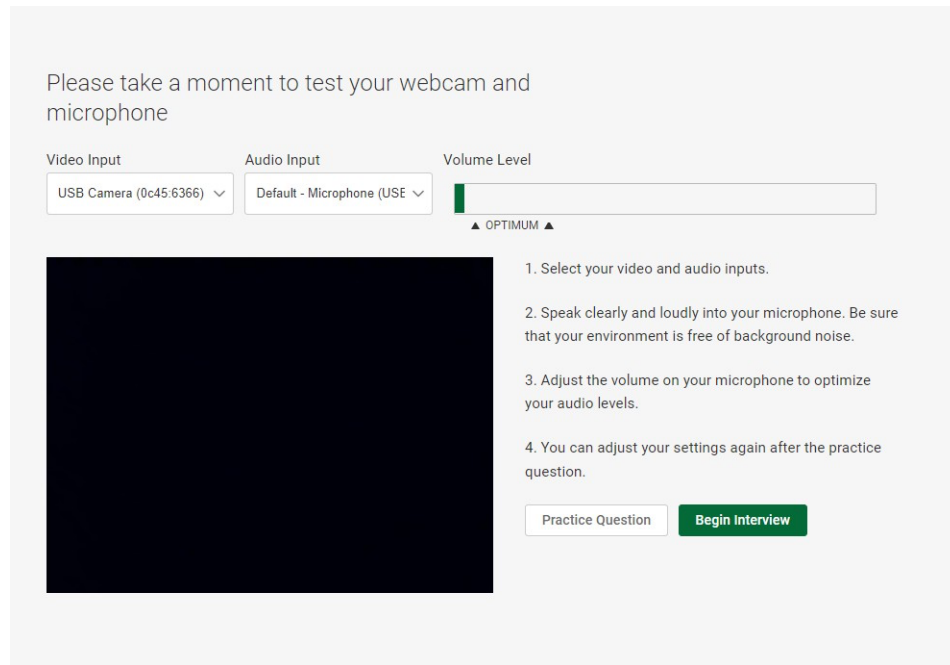 Please take a moment to test your webcam and
microphone
Video Input
Audio Input
Volume Level
USB Camera (0c45:6366)
Default - Microphone (USE
▲ OPTIMUM ▲
1. Select your video and audio inputs.
2. Speak clearly and loudly into your microphone. Be sure
that your environment is free of background noise.
3. Adjust the volume on your microphone to optimize
your audio levels.
4. You can adjust your settings again after the practice
question.
Practice Question
Begin Interview